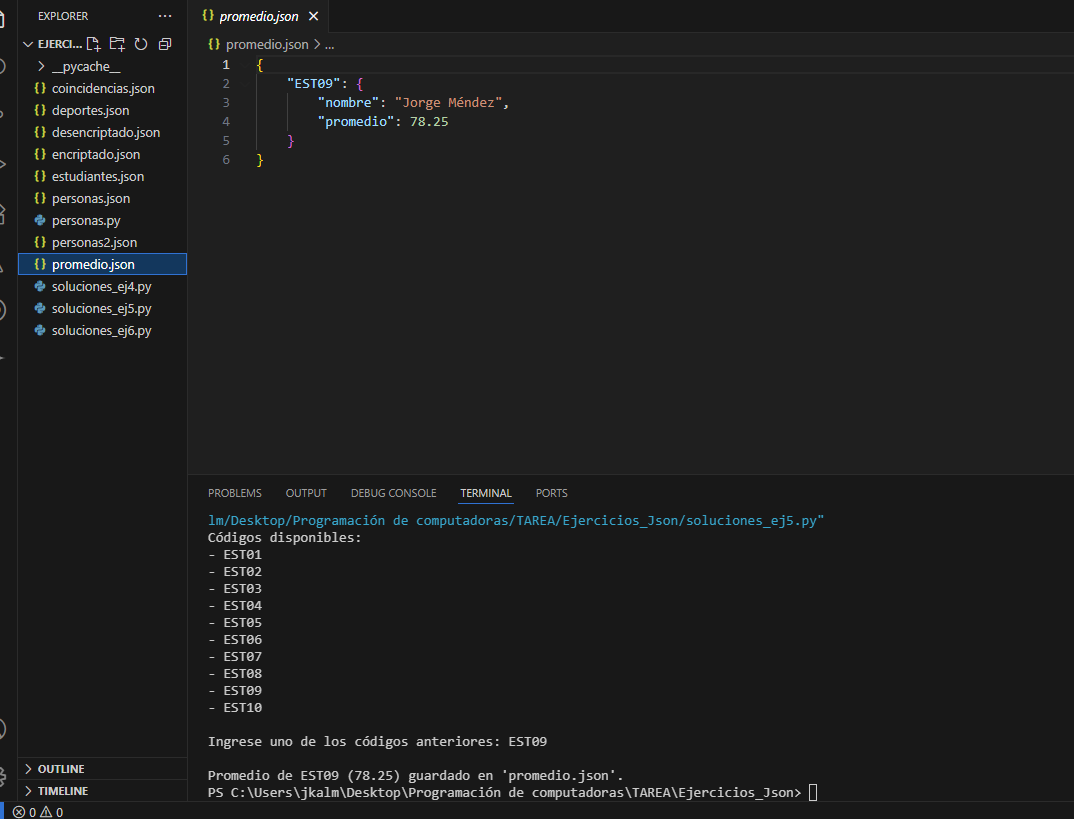 EXPLORER
EJERCI...
__pycache__
coincidencias.json
deportes.json
desencriptado.json
encriptado.json
estudiantes.json
personas.json
personas.py
personas2.json
promedio.json
soluciones_ej4.py
soluciones_ej5.py
soluciones_ej6.py
OUTLINE
TIMELINE
0 0
{} promedio.json
{} promedio.json > ...
1 {
2 "EST09": {
3 "nombre": "Jorge Méndez",
4 "promedio": 78.25
5 }
6 }
PROBLEMS OUTPUT DEBUG CONSOLE TERMINAL PORTS
lm/Desktop/Programación de computadoras/TAREA/Ejercicios_Json/soluciones_ej5.py"
Códigos disponibles:
- EST01
- EST02
- EST03
- EST04
- EST05
- EST06
- EST07
- EST08
- EST09
- EST10
Ingrese uno de los códigos anteriores: EST09
Promedio de EST09 (78.25) guardado en 'promedio.json'.
PS C:\Users\jkalm\Desktop\Programación de computadoras\TAREA\Ejercicios_Json>